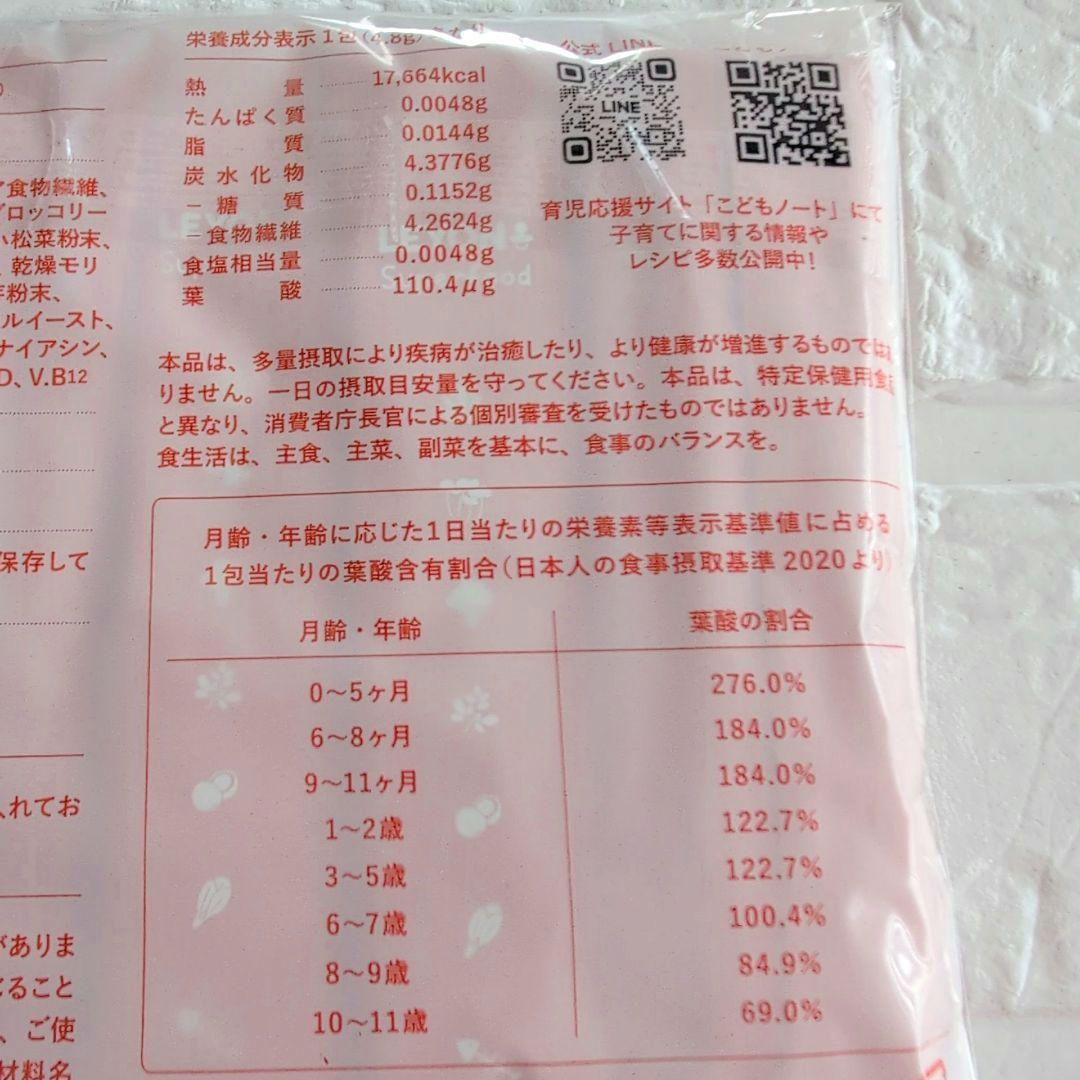 栄養成分表示1包(4.8g)
熱量 17,664kcal
たんぱく質 0.0048g
脂質 0.0144g
炭水化物 4.3776g
－糖質 0.1152g
－食物繊維 4.2624g
食塩相当量 0.0048g
葉酸 110.4μg
公式 LINE
LINE
育児応援サイト「こどもノート」にて
子育てに関する情報や
レシピ多数公開中!
食物繊維、
ブロッコリー
小松菜粉末、
、乾燥モリ
粉末、
ルイースト、
ナイアシン、
D、V.B12
本品は、多量摂取により疾病が治癒したり、より健康が増進するものではあ
りません。一日の摂取目安量を守ってください。本品は、特定保健用食品
と異なり、消費者庁長官による個別審査を受けたものではありません。
食生活は、主食、主菜、副菜を基本に、食事のバランスを。
保存して
入れてお
がありま
ること
、ご使
材料名
月齢・年齢に応じた1日当たりの栄養素等表示基準値に占める
1包当たりの葉酸含有割合(日本人の食事摂取基準 2020より)
月齢・年齢 葉酸の割合
0～5ヶ月 276.0%
6～8ヶ月 184.0%
9～11ヶ月 184.0%
1～2歳 122.7%
3～5歳 122.7%
6～7歳 100.4%
8～9歳 84.9%
10～11歳 69.0%